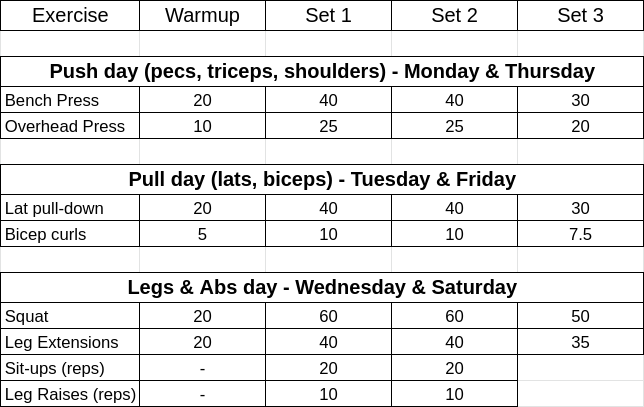 Exercise Warmup Set 1 Set 2 Set 3
Push day (pecs, triceps, shoulders) - Monday & Thursday
Bench Press 20 40 40 30
Overhead Press 10 25 25 20
Pull day (lats, biceps) - Tuesday & Friday
Lat pull-down 20 40 40 30
Bicep curls 5 10 10 7.5
Legs & Abs day - Wednesday & Saturday
Squat 20 60 60 50
Leg Extensions 20 40 40 35
Sit-ups (reps) - 20 20
Leg Raises (reps) - 10 10